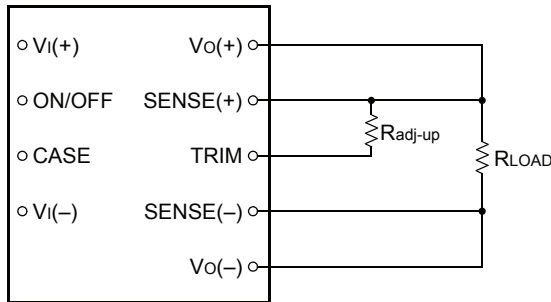 VI(+) VO(+)
ON/OFF SENSE(+)
Radj-up
CASE TRIM
RLOAD
VI(–) SENSE(–)
VO(–)